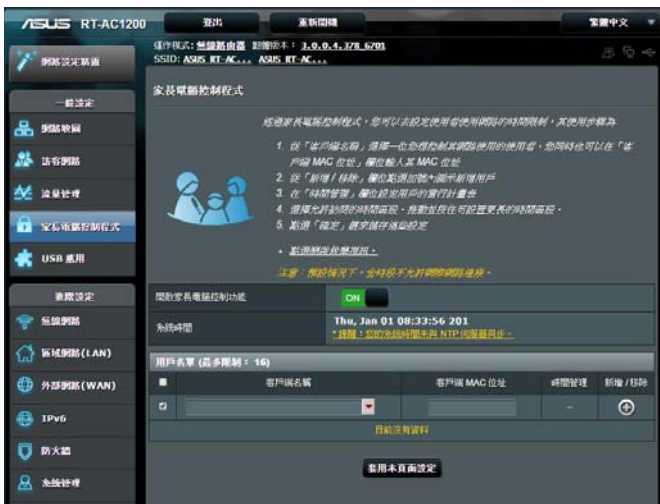 ASUS RT-AC1200
登出
重新開機
繁體中文
運作模式: 無線路由器 韌體版本: 3.0.0.4.378_6701
SSID: ASUS_RT-AC... ASUS_RT-AC...
網路設定精靈
一般設定
網路地圖
訪客網路
流量管理
家長電腦控制程式
USB 應用
進階設定
無線網路
區域網路(LAN)
外部網路(WAN)
IPv6
防火牆
系統管理
家長電腦控制程式
透過家長電腦控制程式，您可以去設定使用者使用網路的時間限制，其使用步驟為
1. 從「客戶端名稱」選擇一位您想控制其網路使用的使用者，您同時也可以在「客
戶端 MAC 位址」欄位輸入其 MAC 位址
2. 從「新增 / 移除」欄位點選加號+圖示新增用戶
3. 在「時間管理」欄位設定用戶的實行計畫表
4. 選擇允許訪問的時間區段，拖動並按住可設置更長的時間區段。
5. 點選「確定」鍵來儲存這些設定
注意：預設情況下，全時段不允許網際網路連接。
開啟家長電腦控制功能
ON
系統時間
Thu, Jan 01 08:33:56 201
*提醒：您的系統時間未與 NTP 伺服器同步。
用戶名單 (最多限制： 16)
客戶端名稱
客戶端 MAC 位址
時間管理
新增 / 移除
–
目前沒有資料
套用本頁面設定